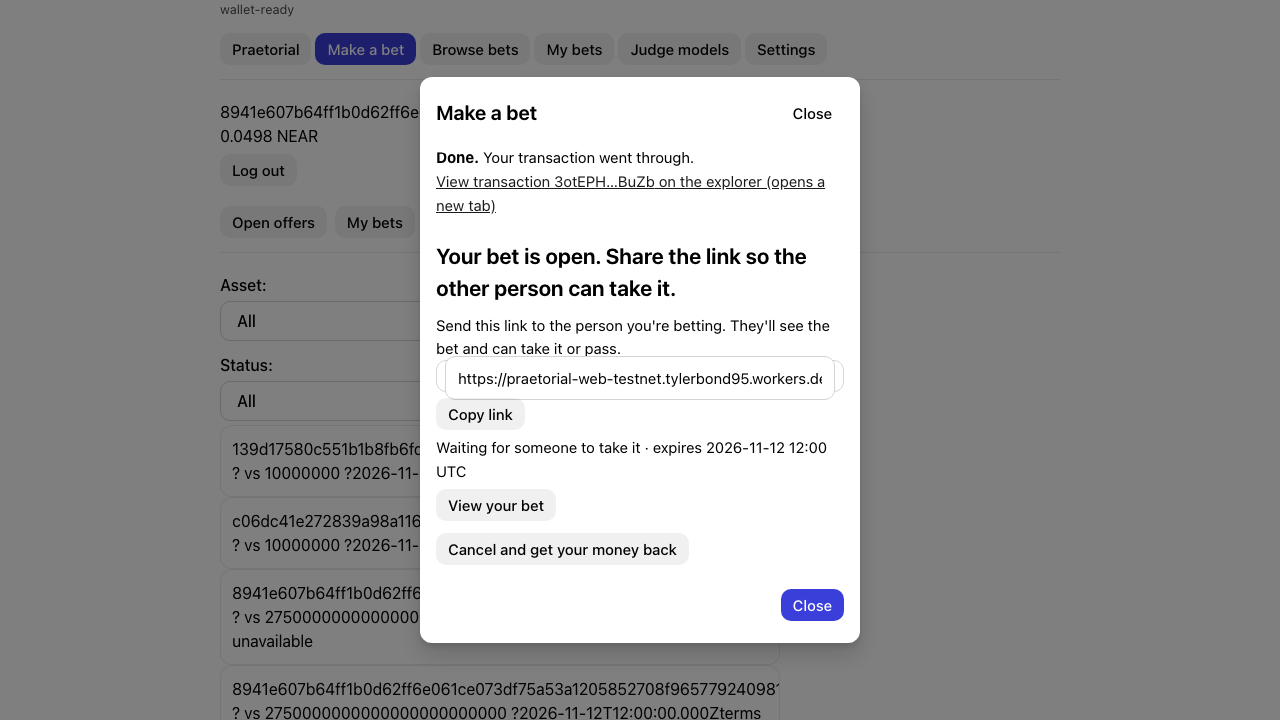 wallet-ready
Praetorial Make a bet Browse bets My bets Judge models Settings
8941e607b64ff1b0d62ff6e
0.0498 NEAR
Log out
Open offers My bets
Asset:
All
Status:
All
139d17580c551b1b8fb6fc
? vs 10000000 ?2026-11-
c06dc41e272839a98a116
? vs 10000000 ?2026-11-
8941e607b64ff1b0d62ff6
? vs 2750000000000000
unavailable
8941e607b64ff1b0d62ff6e061ce073df75a53a1205852708f965779240981
? vs 2750000000000000000000000 ?2026-11-12T12:00:00.000Zterms
Make a bet Close
Done. Your transaction went through.
View transaction 3otEPH...BuZb on the explorer (opens a
new tab)
Your bet is open. Share the link so the
other person can take it.
Send this link to the person you're betting. They'll see the
bet and can take it or pass.
https://praetorial-web-testnet.tylerbond95.workers.de
Copy link
Waiting for someone to take it · expires 2026-11-12 12:00
UTC
View your bet
Cancel and get your money back
Close